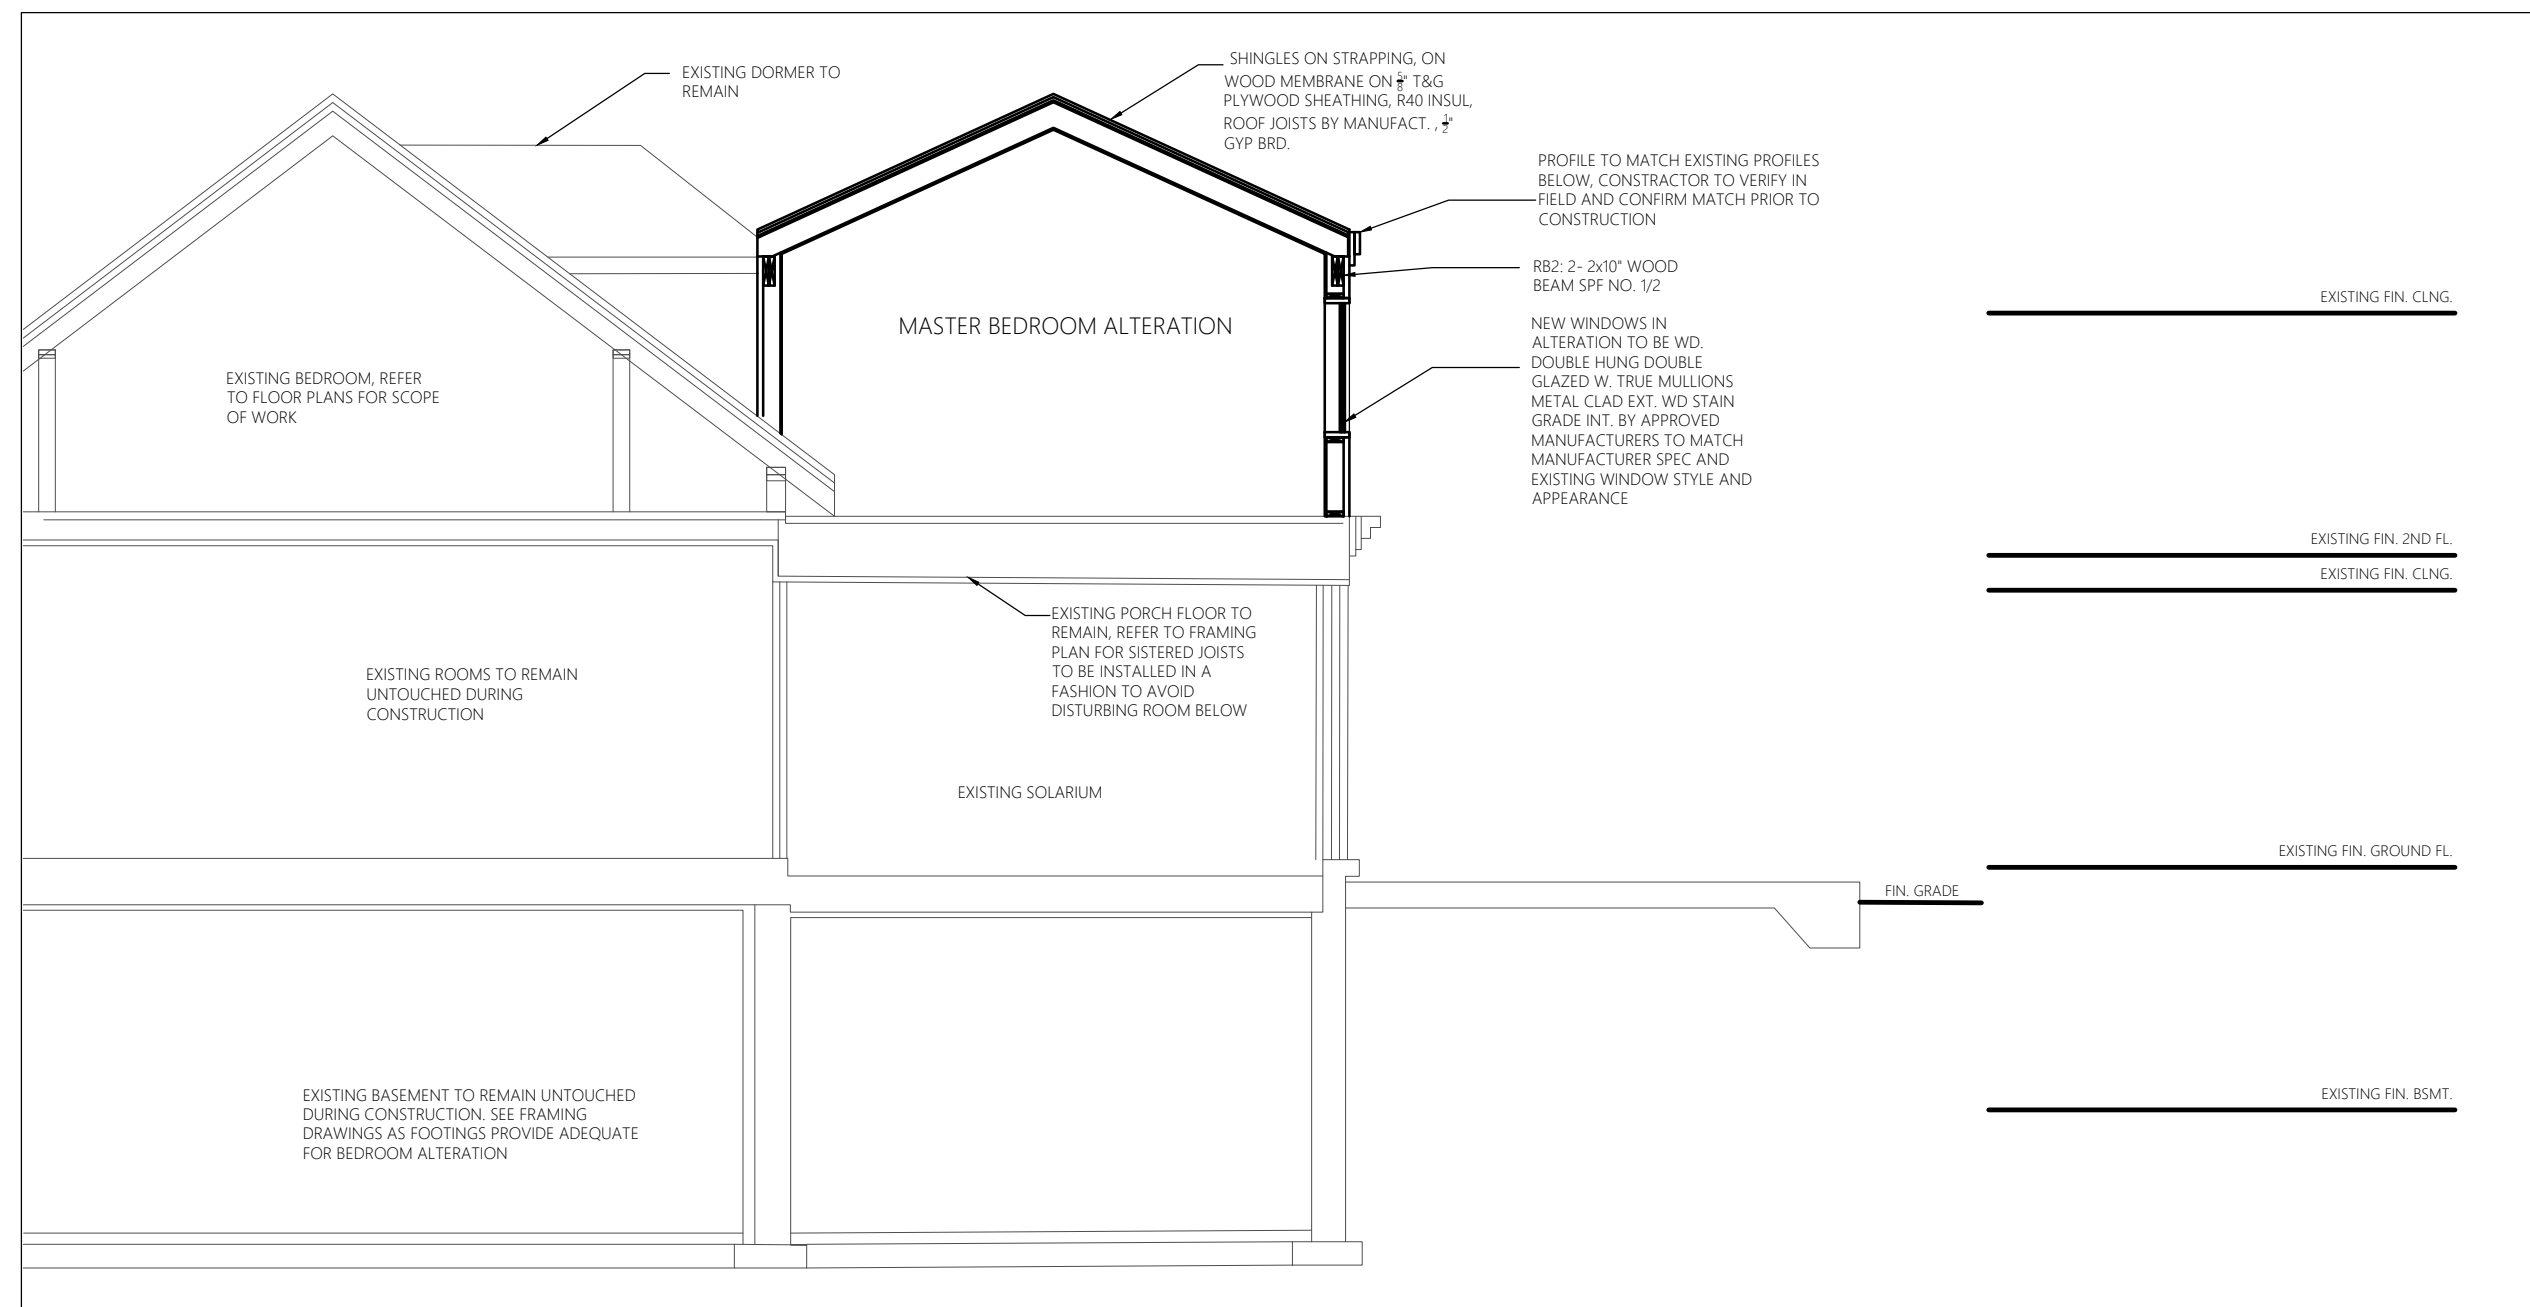 EXISTING DORMER TO
REMAIN
SHINGLES ON STRAPPING, ON
WOOD MEMBRANE ON 5/8" T&G
PLYWOOD SHEATHING, R40 INSUL,
ROOF JOISTS BY MANUFACT. , 1/2"
GYP BRD.
PROFILE TO MATCH EXISTING PROFILES
BELOW, CONSTRACTOR TO VERIFY IN
FIELD AND CONFIRM MATCH PRIOR TO
CONSTRUCTION
RB2: 2- 2x10" WOOD
BEAM SPF NO. 1/2
EXISTING FIN. CLNG.
MASTER BEDROOM ALTERATION
NEW WINDOWS IN
ALTERATION TO BE WD.
DOUBLE HUNG DOUBLE
GLAZED W. TRUE MULLIONS
METAL CLAD EXT. WD STAIN
GRADE INT. BY APPROVED
MANUFACTURERS TO MATCH
MANUFACTURER SPEC AND
EXISTING WINDOW STYLE AND
APPEARANCE
EXISTING BEDROOM, REFER
TO FLOOR PLANS FOR SCOPE
OF WORK
EXISTING FIN. 2ND FL.
EXISTING FIN. CLNG.
EXISTING PORCH FLOOR TO
REMAIN, REFER TO FRAMING
PLAN FOR SISTERED JOISTS
TO BE INSTALLED IN A
FASHION TO AVOID
DISTURBING ROOM BELOW
EXISTING ROOMS TO REMAIN
UNTOUCHED DURING
CONSTRUCTION
EXISTING SOLARIUM
EXISTING FIN. GROUND FL.
FIN. GRADE
EXISTING BASEMENT TO REMAIN UNTOUCHED
DURING CONSTRUCTION. SEE FRAMING
DRAWINGS AS FOOTINGS PROVIDE ADEQUATE
FOR BEDROOM ALTERATION
EXISTING FIN. BSMT.